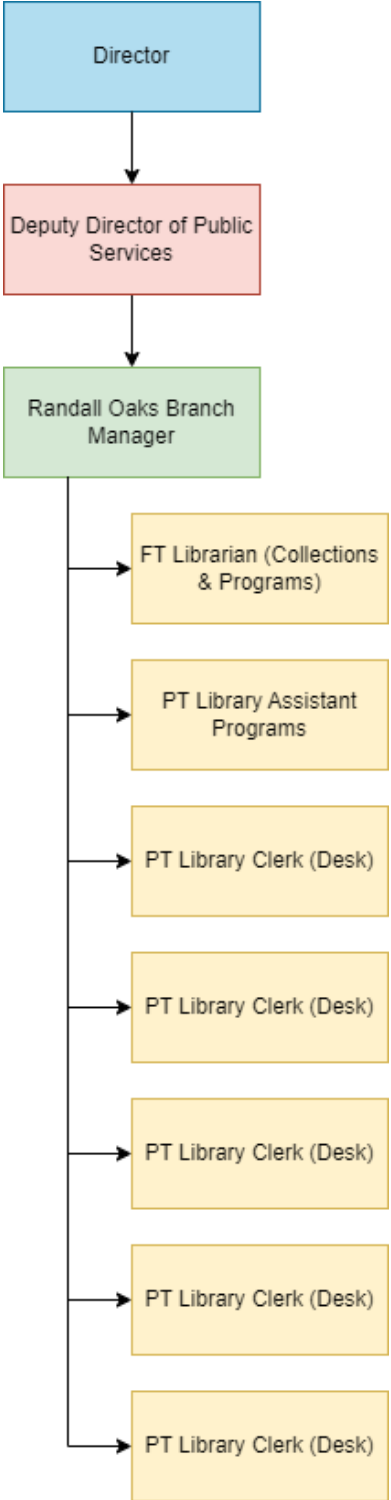 Director
Deputy Director of Public
Services
Randall Oaks Branch
Manager
FT Librarian (Collections
& Programs)
PT Library Assistant
Programs
PT Library Clerk (Desk)
PT Library Clerk (Desk)
PT Library Clerk (Desk)
PT Library Clerk (Desk)
PT Library Clerk (Desk)